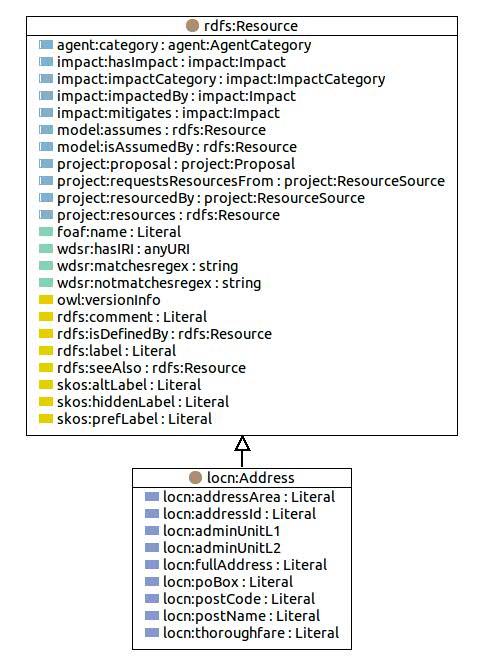 rdfs:Resource
agent:category : agent:AgentCategory
impact:hasImpact : impact:Impact
impact:impactCategory : impact:ImpactCategory
impact:impactedBy : impact:Impact
impact:mitigates : impact:Impact
model:assumes : rdfs:Resource
model:isAssumedBy : rdfs:Resource
project:proposal : project:Proposal
project:requestsResourcesFrom : project:ResourceSource
project:resourcedBy : project:ResourceSource
project:resources : rdfs:Resource
foaf:name : Literal
wdsr:hasIRI : anyURI
wdsr:matchesregex : string
wdsr:notmatchesregex : string
owl:versionInfo
rdfs:comment : Literal
rdfs:isDefinedBy : rdfs:Resource
rdfs:label : Literal
rdfs:seeAlso : rdfs:Resource
skos:altLabel : Literal
skos:hiddenLabel : Literal
skos:prefLabel : Literal
locn:Address
locn:addressArea : Literal
locn:addressId : Literal
locn:adminUnitL1
locn:adminUnitL2
locn:fullAddress : Literal
locn:poBox : Literal
locn:postCode : Literal
locn:postName : Literal
locn:thoroughfare : Literal